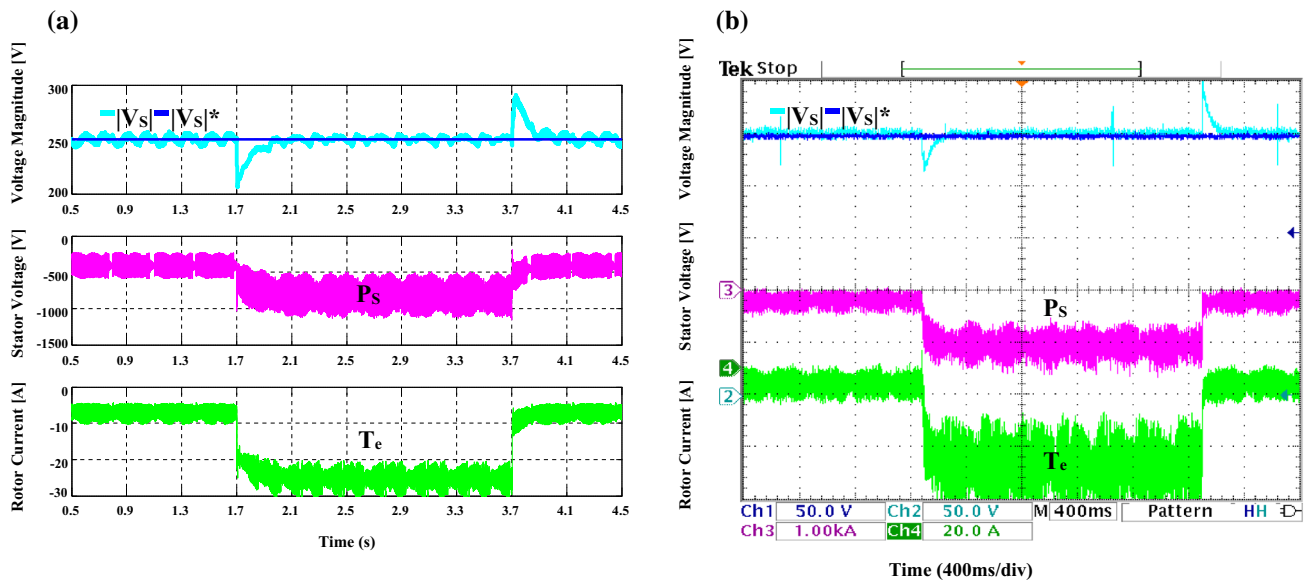 (a)
Voltage Magnitude [V]
300
250
200
|VS| |VS|*
0.5 0.9 1.3 1.7 2.1 2.5 2.9 3.3 3.7 4.1 4.5
Stator Voltage [V]
0
-500
-1000
-1500
PS
0.5 0.9 1.3 1.7 2.1 2.5 2.9 3.3 3.7 4.1 4.5
Rotor Current [A]
0
-10
-20
-30
Te
0.5 0.9 1.3 1.7 2.1 2.5 2.9 3.3 3.7 4.1 4.5
Time (s)
(b)
Tek Stop
Voltage Magnitude [V]
|VS| |VS|*
Stator Voltage [V]
3
PS
Rotor Current [A]
4
2
Te
Ch1 50.0 V Ch2 50.0 V M 400ms Pattern HH
Ch3 1.00kA Ch4 20.0 A
Time (400ms/div)